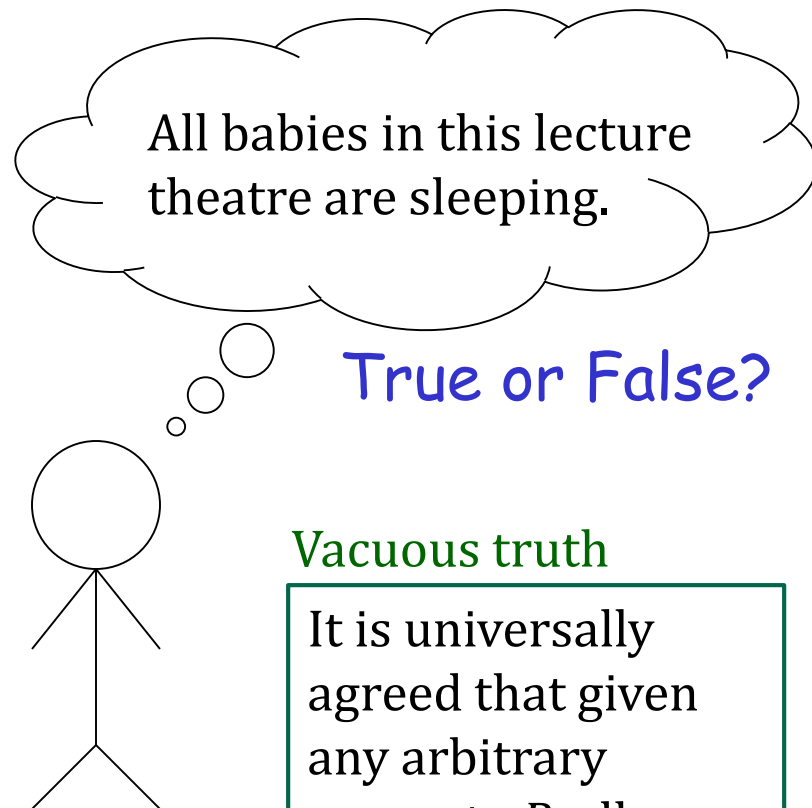 All babies in this lecture
theatre are sleeping.
True or False?
Vacuous truth
It is universally
agreed that given
any arbitrary